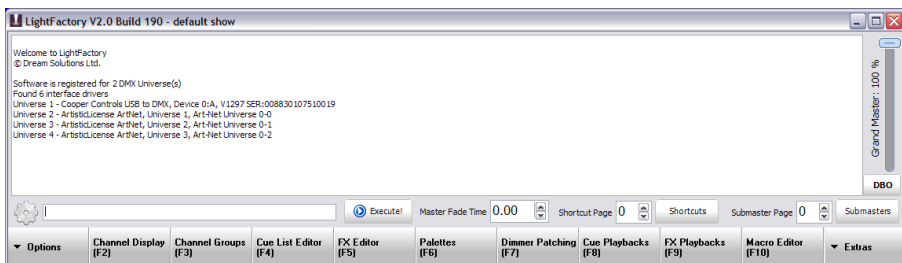 LightFactory V2.0 Build 190 - default show
Welcome to LightFactory
© Dream Solutions Ltd.
Software is registered for 2 DMX Universe(s)
Found 6 interface drivers
Universe 1 - Cooper Controls USB to DMX, Device 0:A, V1297 SER:008830107510019
Universe 2 - ArtisticLicense ArtNet, Universe 1, Art-Net Universe 0-0
Universe 3 - ArtisticLicense ArtNet, Universe 2, Art-Net Universe 0-1
Universe 4 - ArtisticLicense ArtNet, Universe 3, Art-Net Universe 0-2
Grand Master: 100 %
DBO
Execute! Master Fade Time 0.00 Shortcut Page 0 Shortcuts Submaster Page 0 Submasters
Options Channel Display Channel Groups Cue List Editor FX Editor Palettes Dimmer Patching Cue Playbacks FX Playbacks Macro Editor Extras
(F2) (F3) (F4) (F5) (F6) (F7) (F8) (F9) (F10)